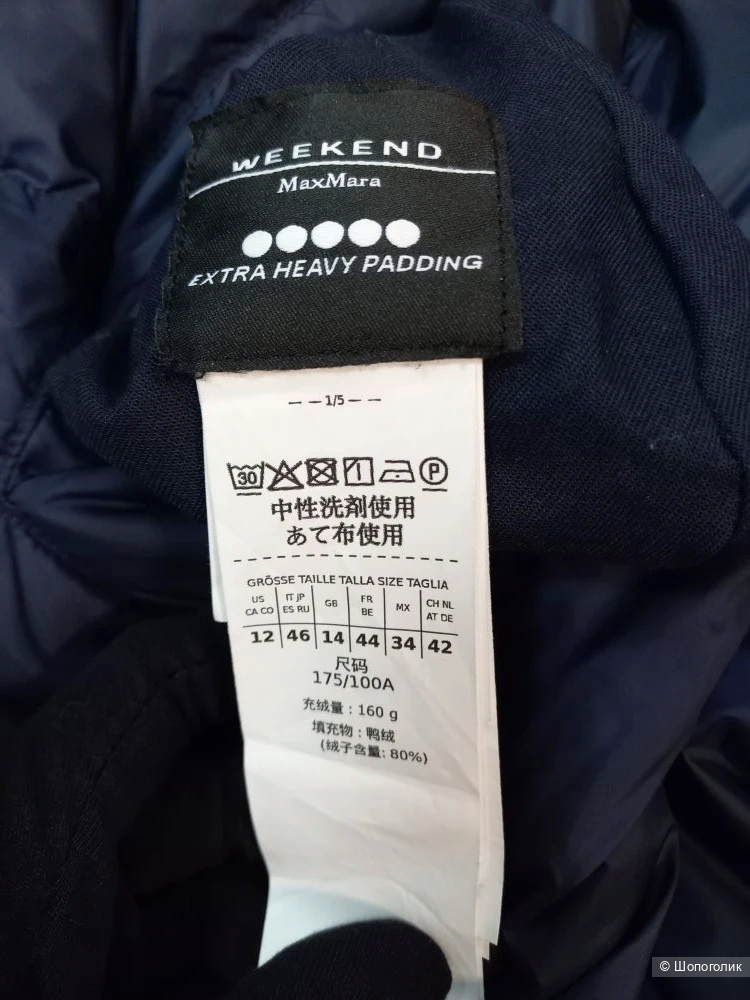 WEEKEND
MaxMara
EXTRA HEAVY PADDING
— — 1/5 — —
30 P
中性洗剤使用
あて布使用
GRÖSSE TAILLE TALLA SIZE TAGLIA
US CA CO IT JP ES RU GB FR BE MX CH NL AT DE
12 46 14 44 34 42
尺码
175/100A
充绒量：160 g
填充物：鸭绒
(绒子含量: 80%)
© Шопоголик